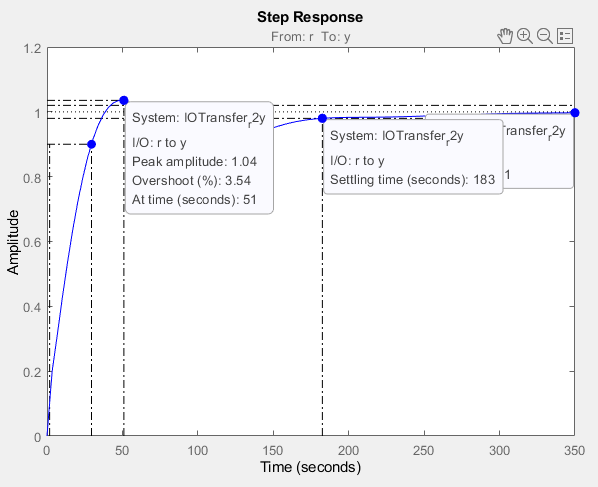 Step Response
From: r To: y
1.2
1
0.8
0.6
0.4
0.2
0
Amplitude
System: IOTransfer_r2y
I/O: r to y
Peak amplitude: 1.04
Overshoot (%): 3.54
At time (seconds): 51
System: IOTransfer_r2y
I/O: r to y
Settling time (seconds): 183
Transfer_r2y
1
0
50
100
150
200
250
300
350
Time (seconds)